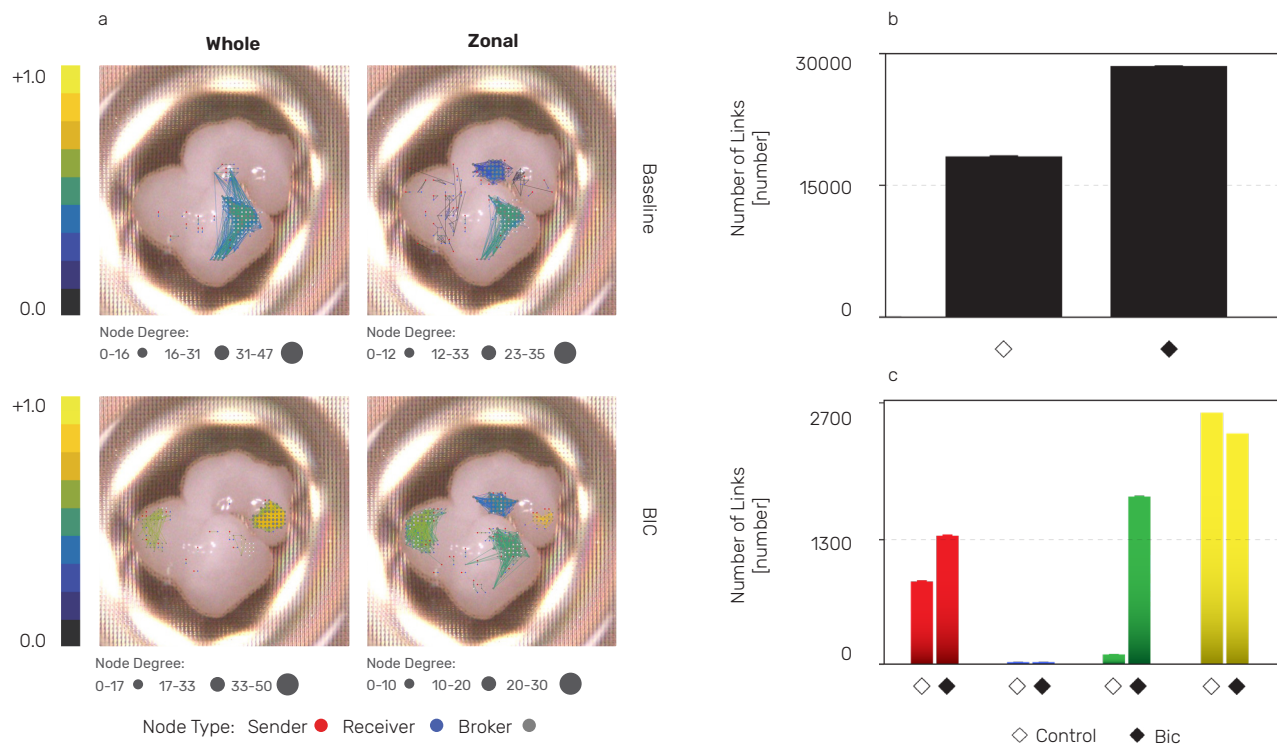 a
Whole Zonal
+1.0
0.0
Baseline
Node Degree:
0-16 16-31 31-47
Node Degree:
0-12 12-33 23-35
+1.0
0.0
BIC
Node Degree:
0-17 17-33 33-50
Node Degree:
0-10 10-20 20-30
Node Type: Sender Receiver Broker
b
30000
15000
0
Number of Links
[number]
c
2700
1300
0
Number of Links
[number]
Control Bic